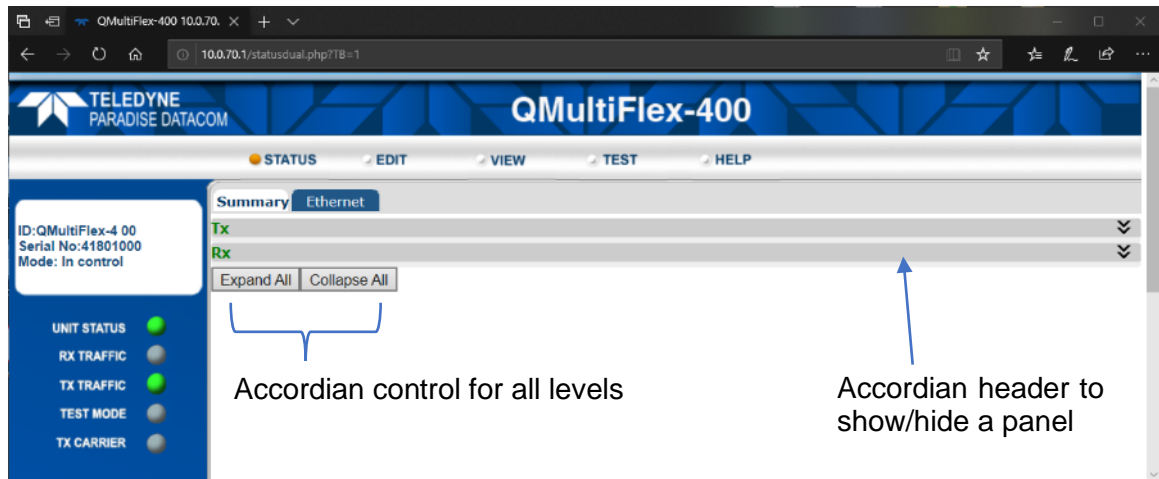 QMultiFlex-400 10.0.70.
10.0.70.1/statusdual.php?TB=1
TELEDYNE
PARADISE DATACOM
QMultiFlex-400
STATUS EDIT VIEW TEST HELP
Summary Ethernet
ID:QMultiFlex-4 00
Serial No:41801000
Mode: In control
Tx
Rx
Expand All Collapse All
UNIT STATUS
RX TRAFFIC
TX TRAFFIC
TEST MODE
TX CARRIER
Accordian control for all levels
Accordian header to
show/hide a panel